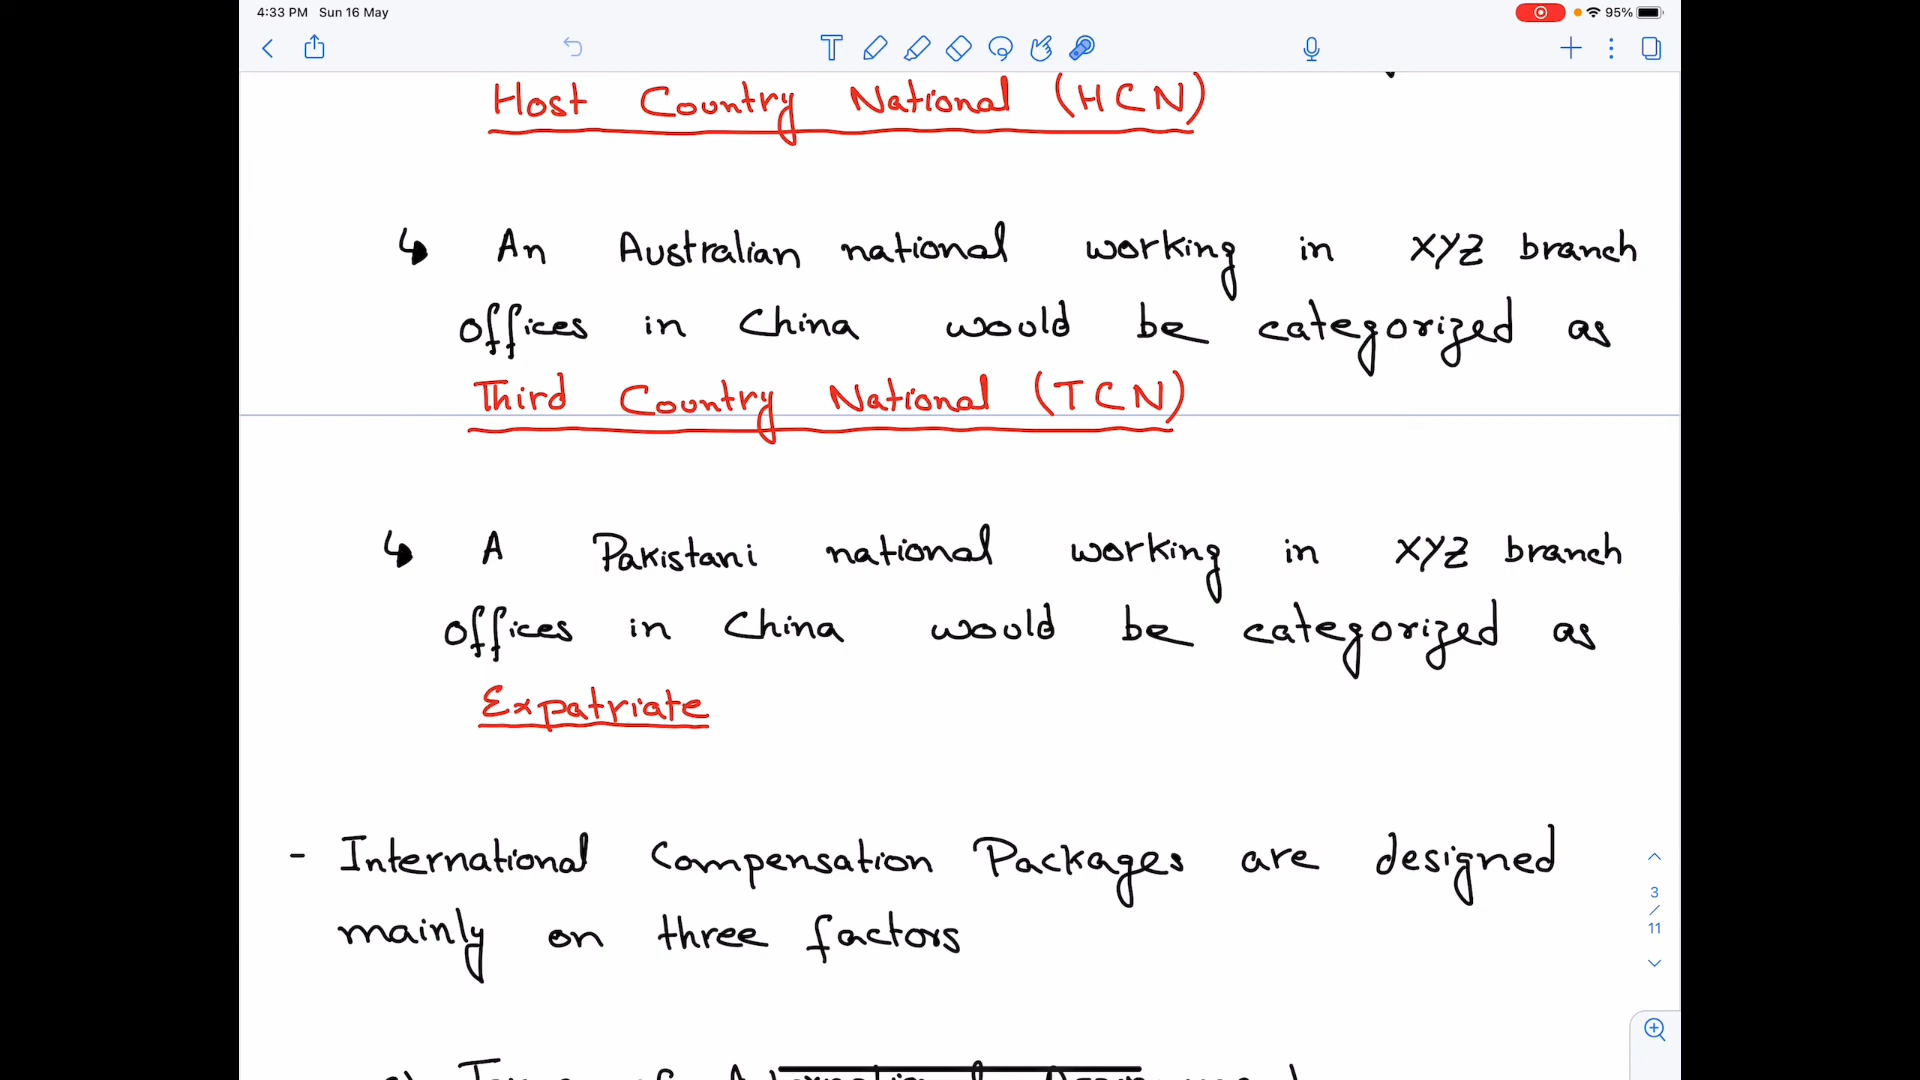 4:33 PM Sun 16 May
95%
Host Country National (HCN)
↳ An Australian national working in XYZ branch
offices in China would be categorized as
Third Country National (TCN)
↳ A Pakistani national working in XYZ branch
offices in China would be categorized as
Expatriate
- International Compensation Packages are designed
mainly on three factors
3
/
11